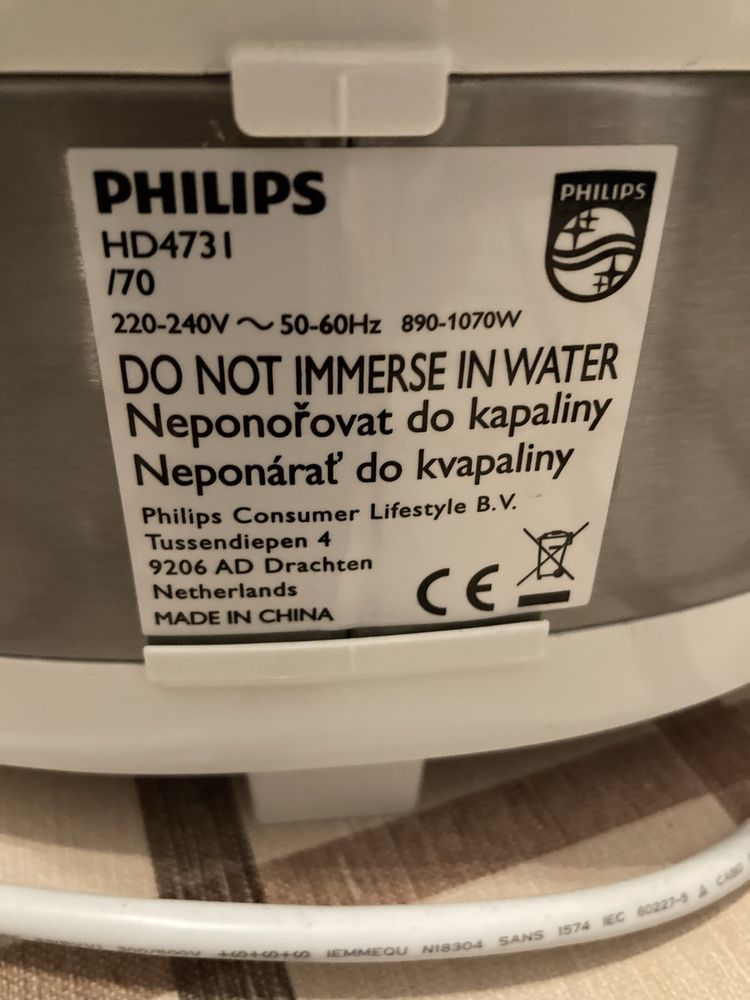 PHILIPS
PHILIPS
HD4731
/70
220-240V ~ 50-60Hz 890-1070W
DO NOT IMMERSE IN WATER
Neponořovat do kapaliny
Neponárať do kvapaliny
Philips Consumer Lifestyle B.V.
Tussendiepen 4
9206 AD Drachten
Netherlands
MADE IN CHINA
CE
IEMMEQU N18304 SANS 1574 IEC 60227-5